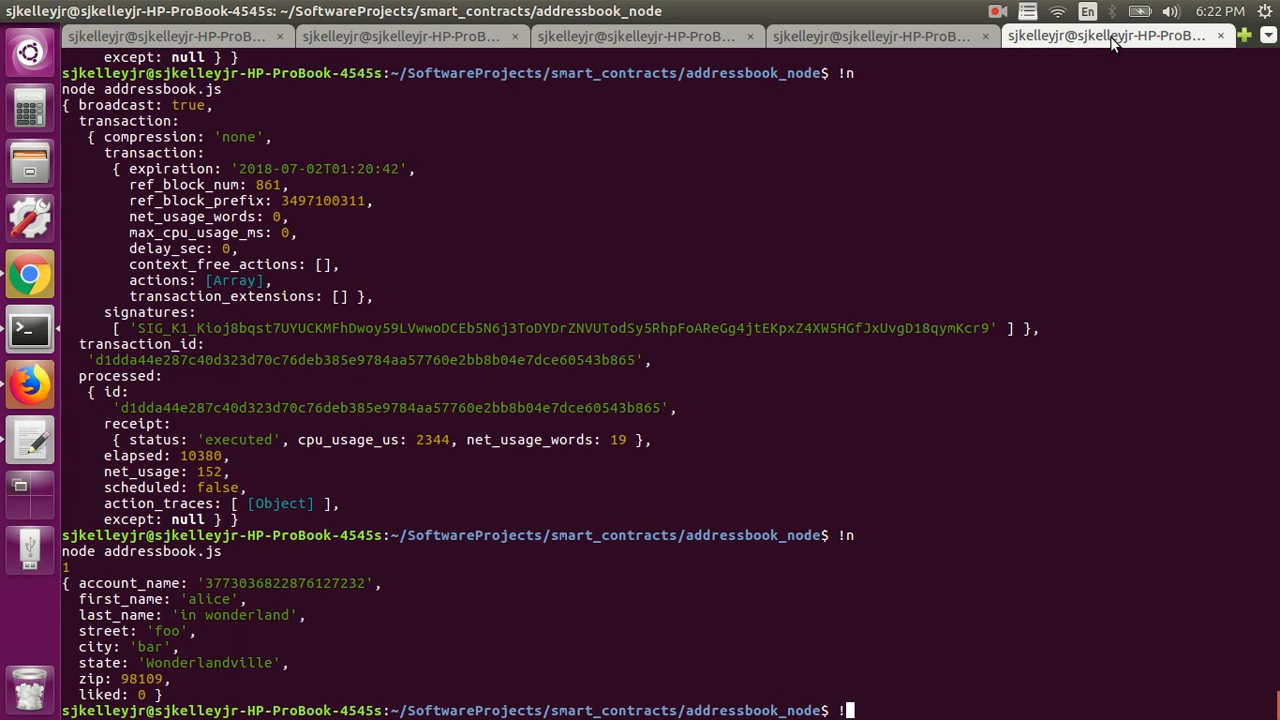 sjkelleyjr@sjkelleyjr-HP-ProBook-4545s: ~/SoftwareProjects/smart_contracts/addressbook_node
En
6:22 PM
sjkelleyjr@sjkelleyjr-HP-ProB... ×
sjkelleyjr@sjkelleyjr-HP-ProB... ×
sjkelleyjr@sjkelleyjr-HP-ProB... ×
sjkelleyjr@sjkelleyjr-HP-ProB... ×
sjkelleyjr@sjkelleyjr-HP-ProB... ×
except: null } }
sjkelleyjr@sjkelleyjr-HP-ProBook-4545s:~/SoftwareProjects/smart_contracts/addressbook_node$ !n
node addressbook.js
{ broadcast: true,
transaction:
{ compression: 'none',
transaction:
{ expiration: '2018-07-02T01:20:42',
ref_block_num: 861,
ref_block_prefix: 3497100311,
net_usage_words: 0,
max_cpu_usage_ms: 0,
delay_sec: 0,
context_free_actions: [],
actions: [Array],
transaction_extensions: [] },
signatures:
[ 'SIG_K1_Kioj8bqst7UYUCKMFhDwoy59LVwwoDCEb5N6j3ToDYDrZNVUTodSy5RhpFoAReGg4jtEKpxZ4XW5HGfJxUvgD18qymKcr9' ] },
transaction_id:
'd1dda44e287c40d323d70c76deb385e9784aa57760e2bb8b04e7dce60543b865',
processed:
{ id:
'd1dda44e287c40d323d70c76deb385e9784aa57760e2bb8b04e7dce60543b865',
receipt:
{ status: 'executed', cpu_usage_us: 2344, net_usage_words: 19 },
elapsed: 10380,
net_usage: 152,
scheduled: false,
action_traces: [ [Object] ],
except: null } }
sjkelleyjr@sjkelleyjr-HP-ProBook-4545s:~/SoftwareProjects/smart_contracts/addressbook_node$ !n
node addressbook.js
1
{ account_name: '3773036822876127232',
first_name: 'alice',
last_name: 'in wonderland',
street: 'foo',
city: 'bar',
state: 'Wonderlandville',
zip: 98109,
liked: 0 }
sjkelleyjr@sjkelleyjr-HP-ProBook-4545s:~/SoftwareProjects/smart_contracts/addressbook_node$ !